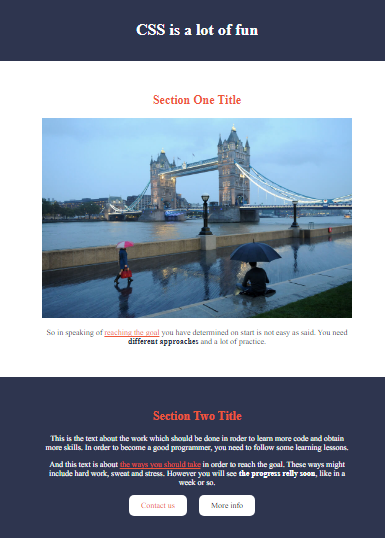 CSS is a lot of fun
Section One Title
So in speaking of reaching the goal you have determined on start is not easy as said. You need
different approaches and a lot of practice.
Section Two Title
This is the text about the work which should be done in roder to learn more code and obtain
more skills. In order to become a good programmer, you need to follow some learning lessons.
And this text is about the ways you should take in order to reach the goal. These ways might
include hard work, sweat and stress. However you will see the progress relly soon, like in a
week or so.
Contact us
More info